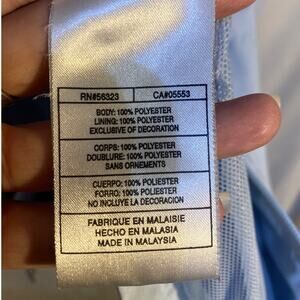 RN#56323 CA#05553
BODY: 100% POLYESTER
LINING: 100% POLYESTER
EXCLUSIVE OF DECORATION
CORPS: 100% POLYESTER
DOUBLURE: 100% POLYESTER
SANS ORNEMENTS
CUERPO: 100% POLIESTER
FORRO: 100% POLIESTER
NO INCLUYE LA DECORACION
FABRIQUE EN MALAISIE
HECHO EN MALASIA
MADE IN MALAYSIA